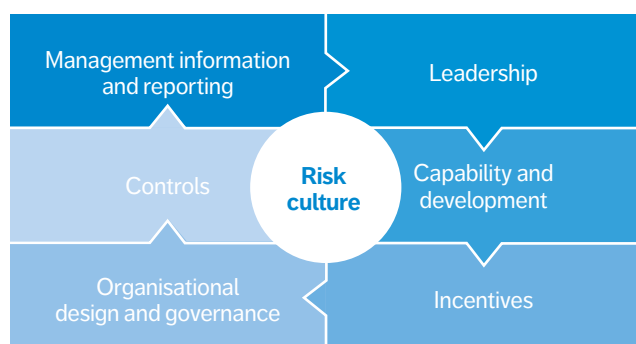 Management information
and reporting
Leadership
Controls
Risk
culture
Capability and
development
Organisational
design and governance
Incentives